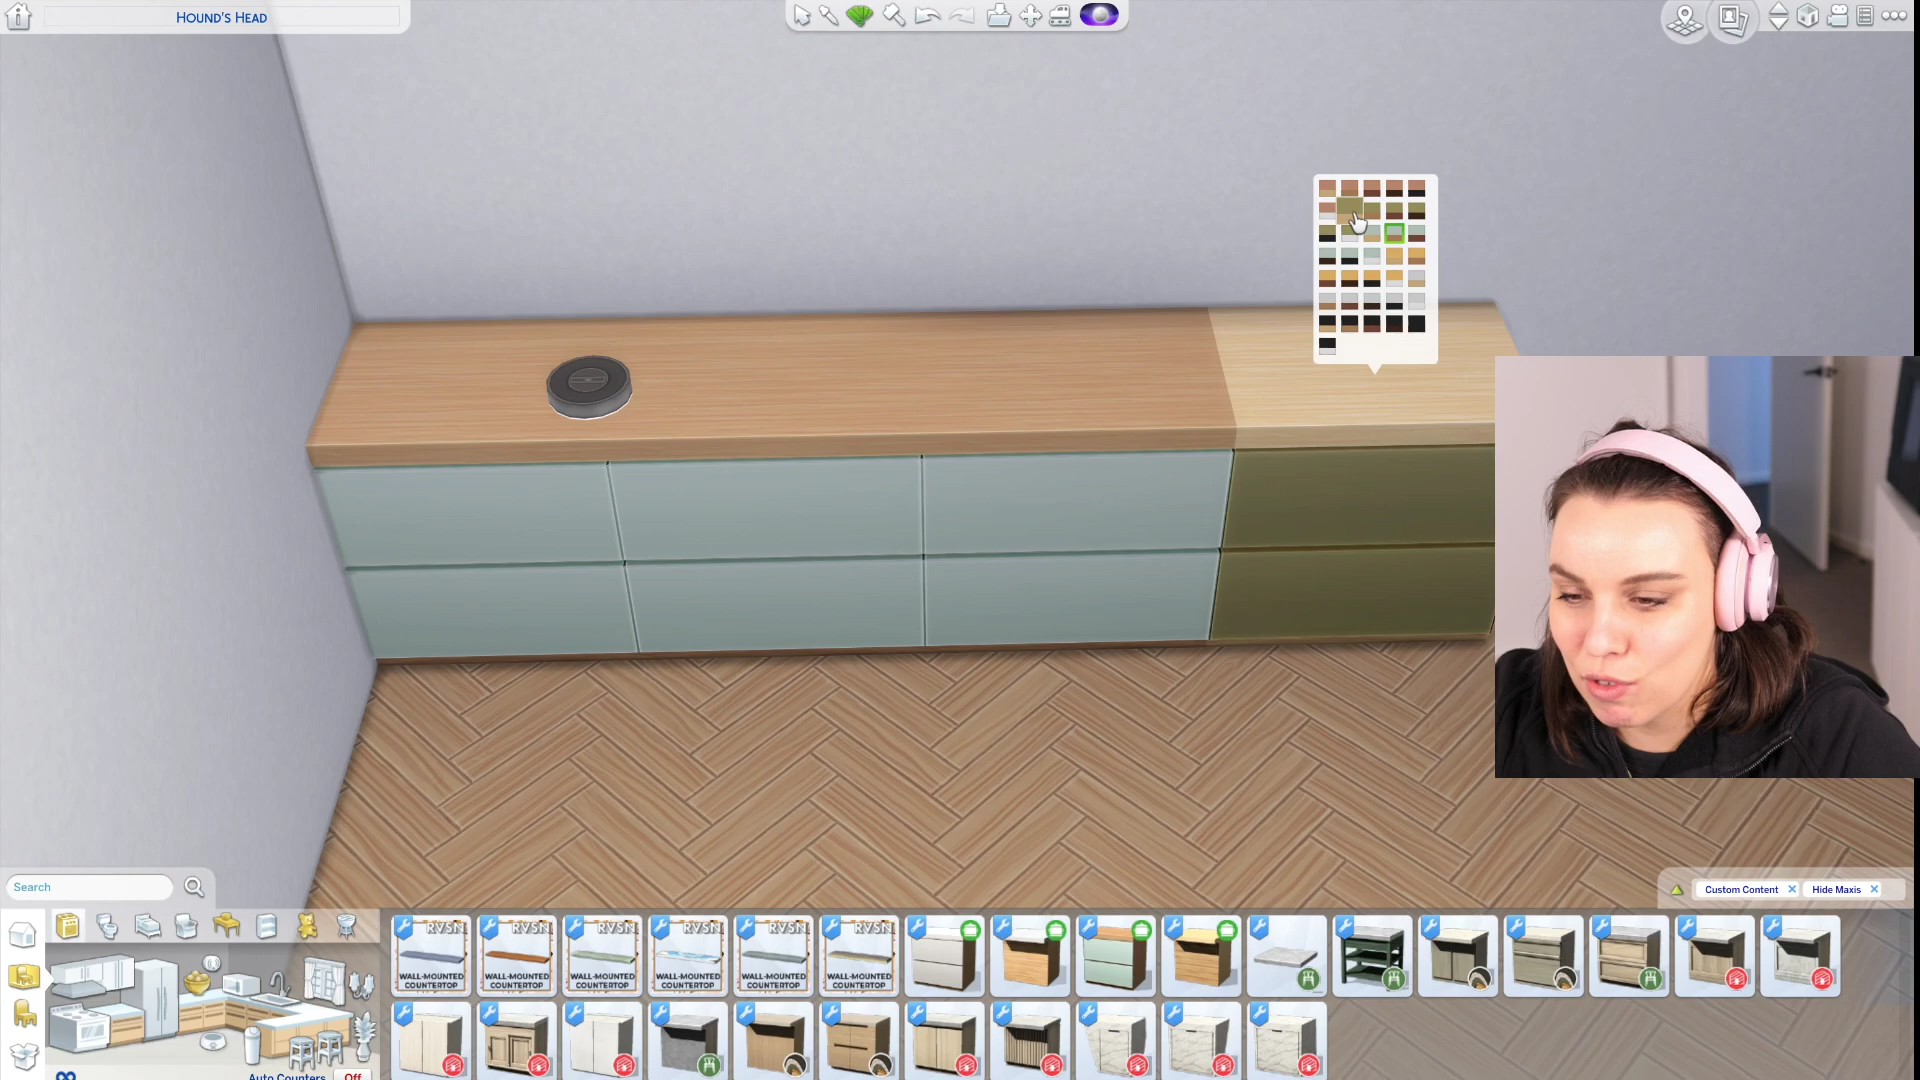 HOUND'S HEAD
Search
Custom Content
Hide Maxis
RVSN
WALL-MOUNTED
COUNTERTOP
RVSN
WALL-MOUNTED
COUNTERTOP
RVSN
WALL-MOUNTED
COUNTERTOP
RVSN
WALL-MOUNTED
COUNTERTOP
RVSN
WALL-MOUNTED
COUNTERTOP
RVSN
WALL-MOUNTED
COUNTERTOP
Auto Counters Off